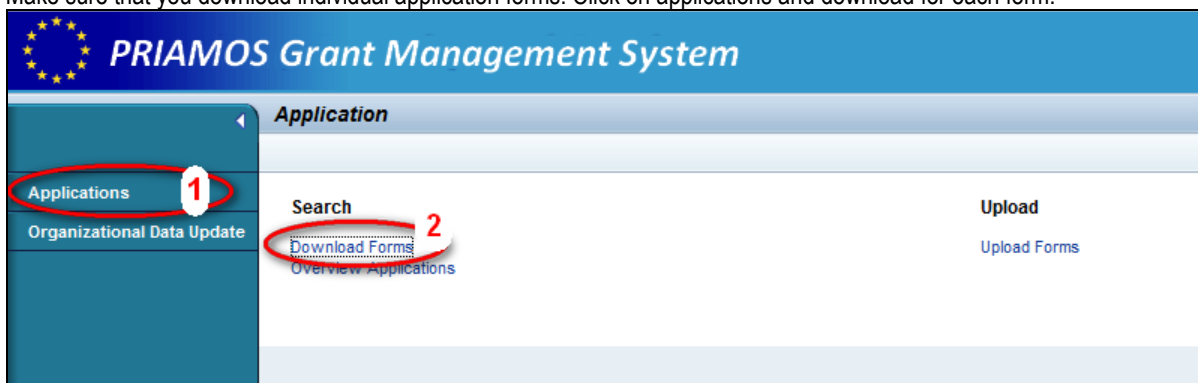 Make sure that you download individual application forms. Click on applications and download for each form.
PRIAMOS Grant Management System
Application
Applications 1
Organizational Data Update
Search
2
Download Forms
Overview Applications
Upload
Upload Forms